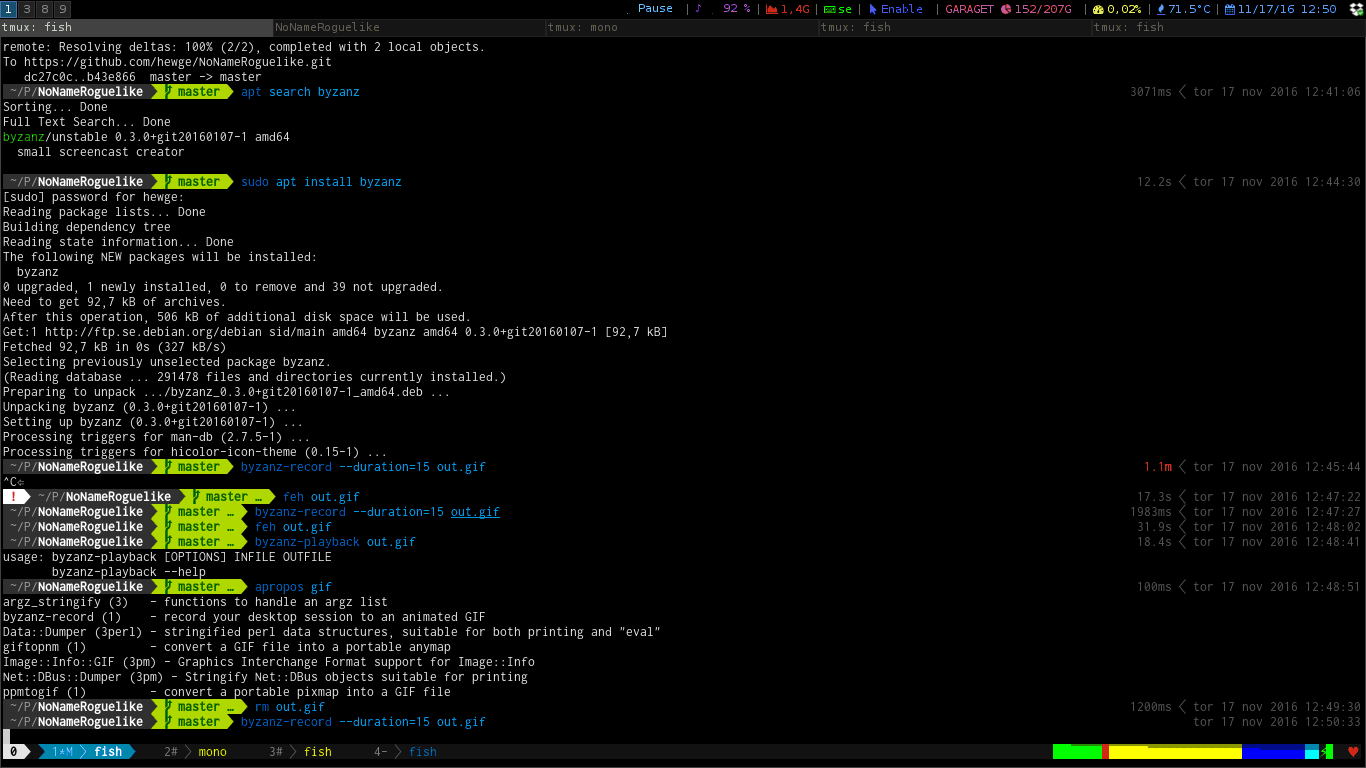 1 3 8 9 Pause | ♪ 92 % | 1,4G | se | Enable | GARAGET 152/207G | 0,02% | 71.5°C | 11/17/16 12:50
tmux: fish NoNameRoguelike tmux: mono tmux: fish tmux: fish
remote: Resolving deltas: 100% (2/2), completed with 2 local objects.
To https://github.com/hewge/NoNameRoguelike.git
dc27c0c..b43e866 master -> master
~/P/NoNameRoguelike master apt search byzanz 3071ms tor 17 nov 2016 12:41:06
Sorting... Done
Full Text Search... Done
byzanz/unstable 0.3.0+git20160107-1 amd64
small screencast creator
~/P/NoNameRoguelike master sudo apt install byzanz 12.2s tor 17 nov 2016 12:44:30
[sudo] password for hewge:
Reading package lists... Done
Building dependency tree
Reading state information... Done
The following NEW packages will be installed:
byzanz
0 upgraded, 1 newly installed, 0 to remove and 39 not upgraded.
Need to get 92,7 kB of archives.
After this operation, 506 kB of additional disk space will be used.
Get:1 http://ftp.se.debian.org/debian sid/main amd64 byzanz amd64 0.3.0+git20160107-1 [92,7 kB]
Fetched 92,7 kB in 0s (327 kB/s)
Selecting previously unselected package byzanz.
(Reading database ... 291478 files and directories currently installed.)
Preparing to unpack .../byzanz_0.3.0+git20160107-1_amd64.deb ...
Unpacking byzanz (0.3.0+git20160107-1) ...
Setting up byzanz (0.3.0+git20160107-1) ...
Processing triggers for man-db (2.7.5-1) ...
Processing triggers for hicolor-icon-theme (0.15-1) ...
~/P/NoNameRoguelike master byzanz-record --duration=15 out.gif 1.1m tor 17 nov 2016 12:45:44
^C⏎
! ~/P/NoNameRoguelike master … feh out.gif 17.3s tor 17 nov 2016 12:47:22
~/P/NoNameRoguelike master … byzanz-record --duration=15 out.gif 1983ms tor 17 nov 2016 12:47:27
~/P/NoNameRoguelike master … feh out.gif 31.9s tor 17 nov 2016 12:48:02
~/P/NoNameRoguelike master … byzanz-playback out.gif 18.4s tor 17 nov 2016 12:48:41
usage: byzanz-playback [OPTIONS] INFILE OUTFILE
byzanz-playback --help
~/P/NoNameRoguelike master … apropos gif 100ms tor 17 nov 2016 12:48:51
argz_stringify (3) - functions to handle an argz list
byzanz-record (1) - record your desktop session to an animated GIF
Data::Dumper (3perl) - stringified perl data structures, suitable for both printing and "eval"
giftopnm (1) - convert a GIF file into a portable anymap
Image::Info::GIF (3pm) - Graphics Interchange Format support for Image::Info
Net::DBus::Dumper (3pm) - Stringify Net::DBus objects suitable for printing
ppmtogif (1) - convert a portable pixmap into a GIF file
~/P/NoNameRoguelike master … rm out.gif 1200ms tor 17 nov 2016 12:49:30
~/P/NoNameRoguelike master byzanz-record --duration=15 out.gif tor 17 nov 2016 12:50:33
0 1*M fish 2# mono 3# fish 4- fish